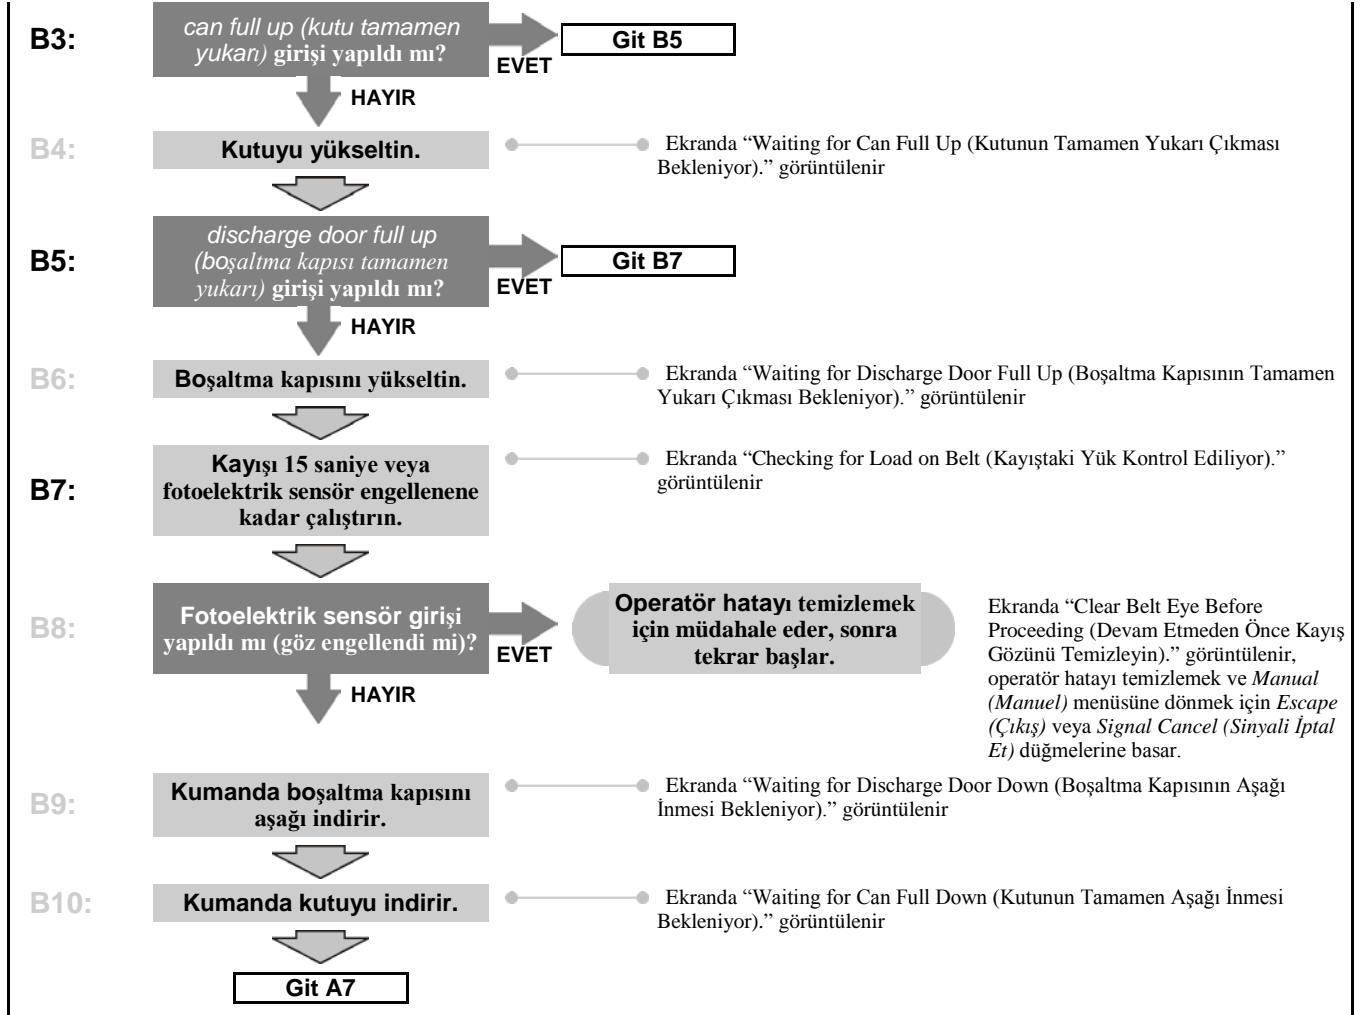 B3:
can full up (kutu tamamen
yukarı) girişi yapıldı mı?
EVET
Git B5
HAYIR
B4:
Kutuyu yükseltin.
Ekranda “Waiting for Can Full Up (Kutunun Tamamen Yukarı Çıkması
Bekleniyor).” görüntülenir
B5:
discharge door full up
(boşaltma kapısı tamamen
yukarı) girişi yapıldı mı?
EVET
Git B7
HAYIR
B6:
Boşaltma kapısını yükseltin.
Ekranda “Waiting for Discharge Door Full Up (Boşaltma Kapısının Tamamen
Yukarı Çıkması Bekleniyor).” görüntülenir
B7:
Kayışı 15 saniye veya
fotoelektrik sensör engellenene
kadar çalıştırın.
Ekranda “Checking for Load on Belt (Kayıştaki Yük Kontrol Ediliyor).”
görüntülenir
B8:
Fotoelektrik sensör girişi
yapıldı mı (göz engellendi mi)?
EVET
Operatör hatayı temizlemek
için müdahale eder, sonra
tekrar başlar.
Ekranda “Clear Belt Eye Before
Proceeding (Devam Etmeden Önce Kayış
Gözünü Temizleyin).” görüntülenir,
operatör hatayı temizlemek ve Manual
(Manuel) menüsüne dönmek için Escape
(Çıkış) veya Signal Cancel (Sinyali İptal
Et) düğmelerine basar.
HAYIR
B9:
Kumanda boşaltma kapısını
aşağı indirir.
Ekranda “Waiting for Discharge Door Down (Boşaltma Kapısının Aşağı
İnmesi Bekleniyor).” görüntülenir
B10:
Kumanda kutuyu indirir.
Ekranda “Waiting for Can Full Down (Kutunun Tamamen Aşağı İnmesi
Bekleniyor).” görüntülenir
Git A7